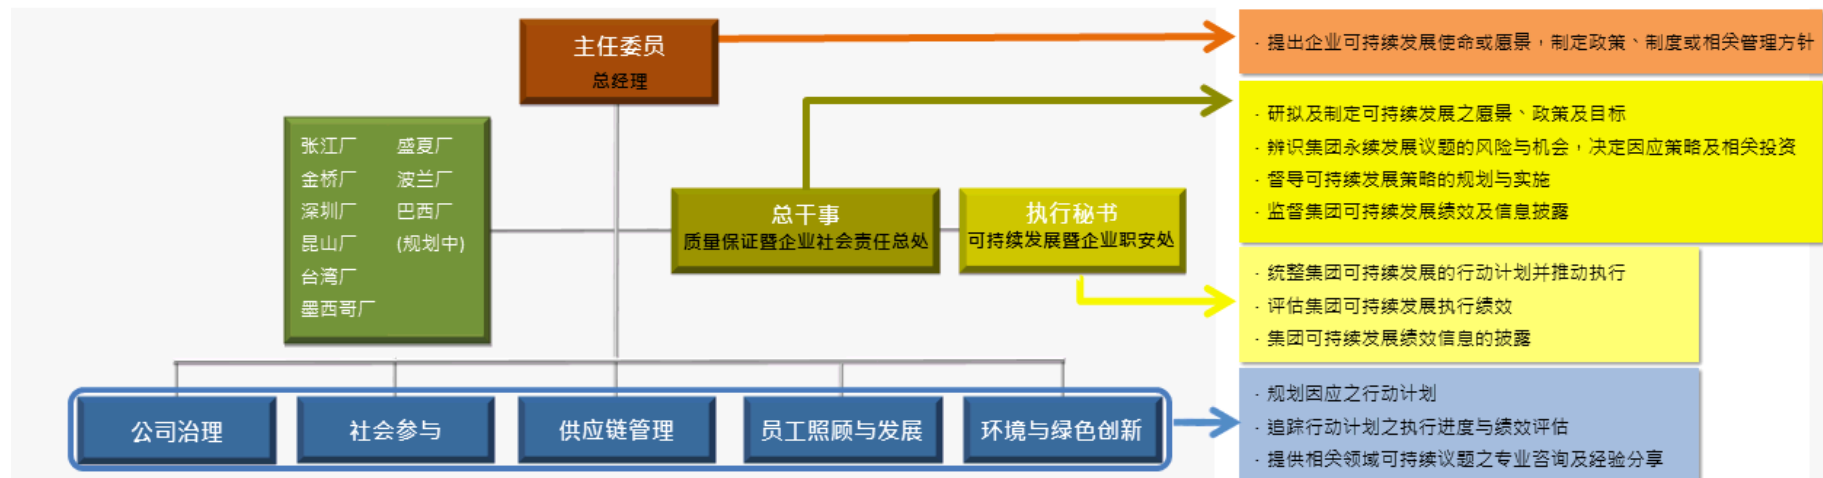 主任委员
总经理
· 提出企业可持续发展使命或愿景，制定政策、制度或相关管理方针
张江厂 盛夏厂
金桥厂 波兰厂
深圳厂 巴西厂
昆山厂 (规划中)
台湾厂
墨西哥厂
总干事
质量保证暨企业社会责任总处
执行秘书
可持续发展暨企业职安处
· 研拟及制定可持续发展之愿景、政策及目标
· 辨识集团永续发展议题的风险与机会，决定因应策略及相关投资
· 督导可持续发展策略的规划与实施
· 监督集团可持续发展绩效及信息披露
· 统整集团可持续发展的行动计划并推动执行
· 评估集团可持续发展执行绩效
· 集团可持续发展绩效信息的披露
公司治理
社会参与
供应链管理
员工照顾与发展
环境与绿色创新
· 规划因应之行动计划
· 追踪行动计划之执行进度与绩效评估
· 提供相关领域可持续议题之专业咨询及经验分享